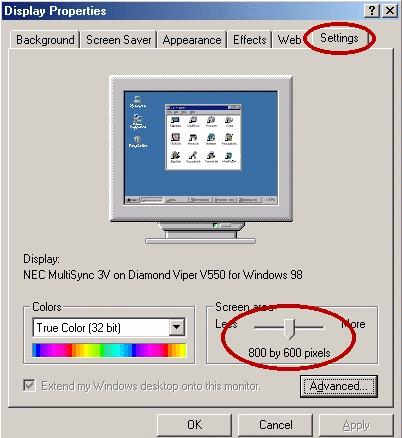 Display Properties
Background Screen Saver Appearance Effects Web Settings
Display:
NEC MultiSync 3V on Diamond Viper V550 for Windows 98
Colors
True Color (32 bit)
Screen area
Less More
800 by 600 pixels
Extend my Windows desktop onto this monitor.
Advanced...
OK Cancel Apply